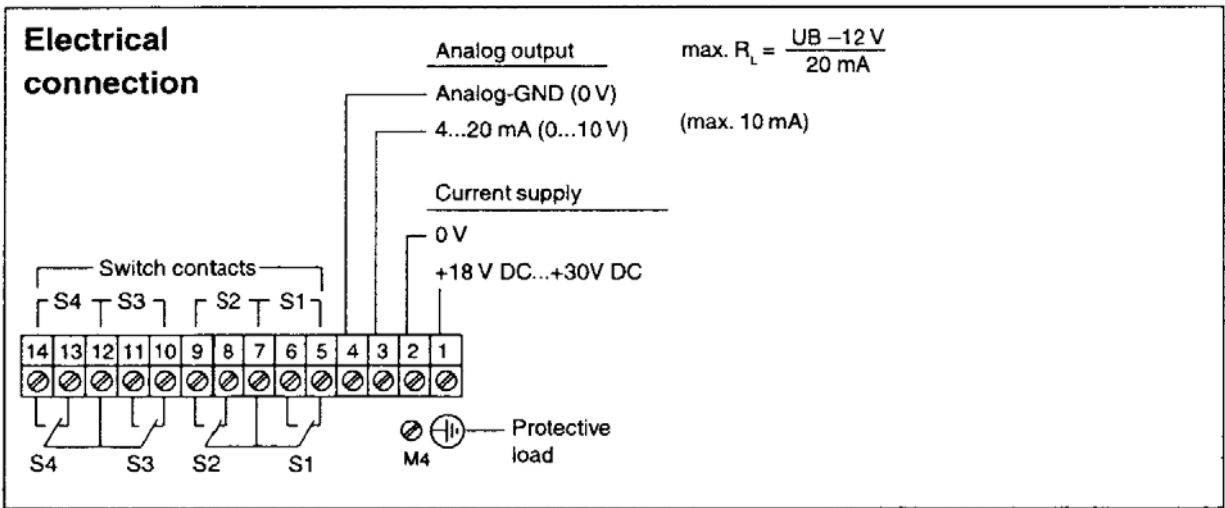 Electrical
connection
Analog output
max. R_L = UB –12 V / 20 mA
Analog-GND (0 V)
4...20 mA (0...10 V) (max. 10 mA)
Current supply
0 V
+18 V DC...+30V DC
Switch contacts
S4 S3 S2 S1
14 13 12 11 10 9 8 7 6 5 4 3 2 1
S4 S3 S2 S1
M4
Protective
load